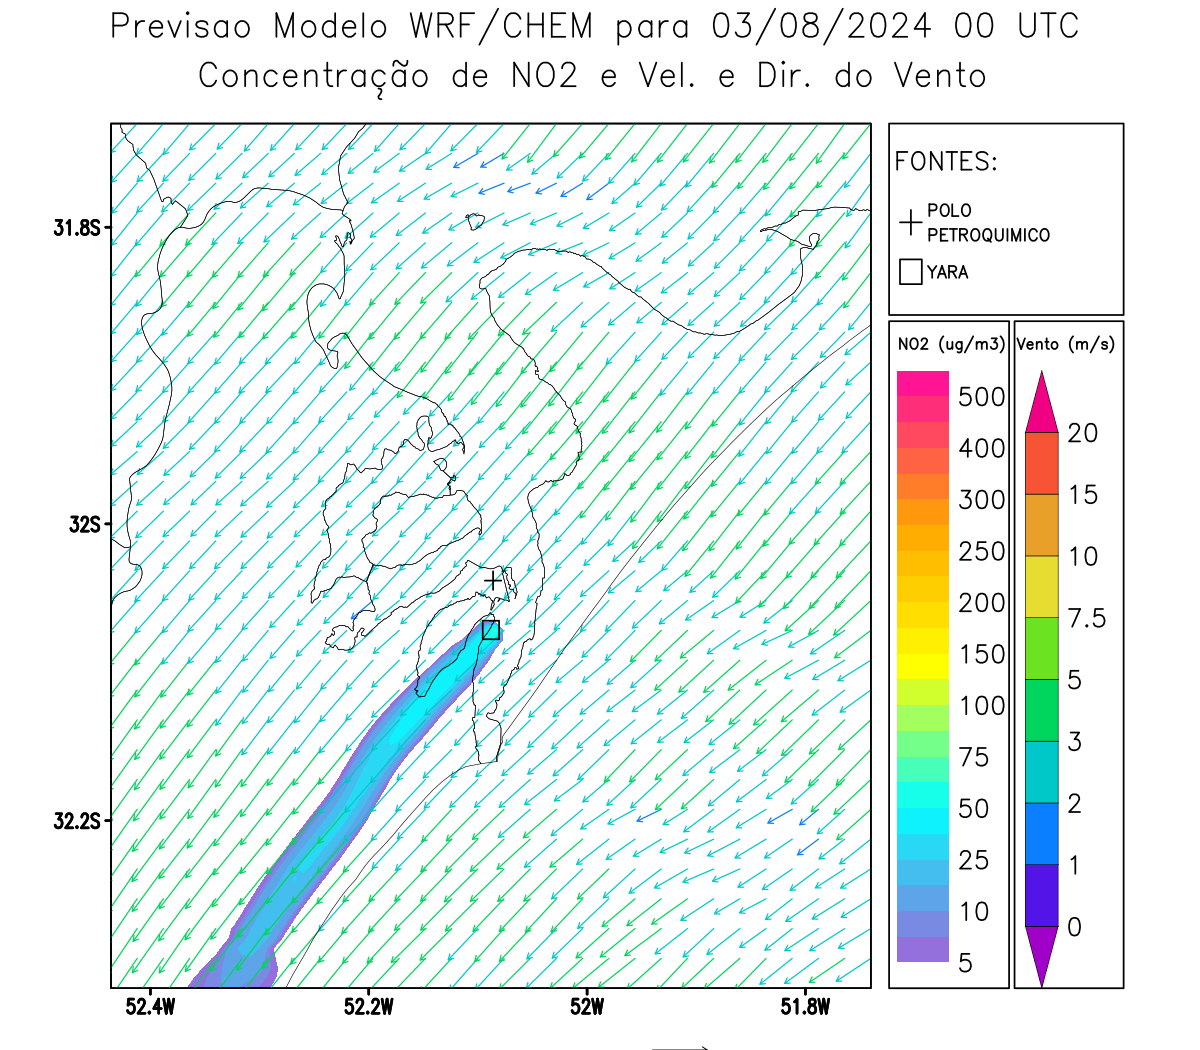 Previsao Modelo WRF/CHEM para 03/08/2024 00 UTC
Concentração de NO2 e Vel. e Dir. do Vento
FONTES:
POLO
PETROQUIMICO
YARA
NO2 (ug/m3)
500
400
300
250
200
150
100
75
50
25
10
5
Vento (m/s)
20
15
10
7.5
5
3
2
1
0
31.8S
32S
32.2S
52.4W
52.2W
52W
51.8W